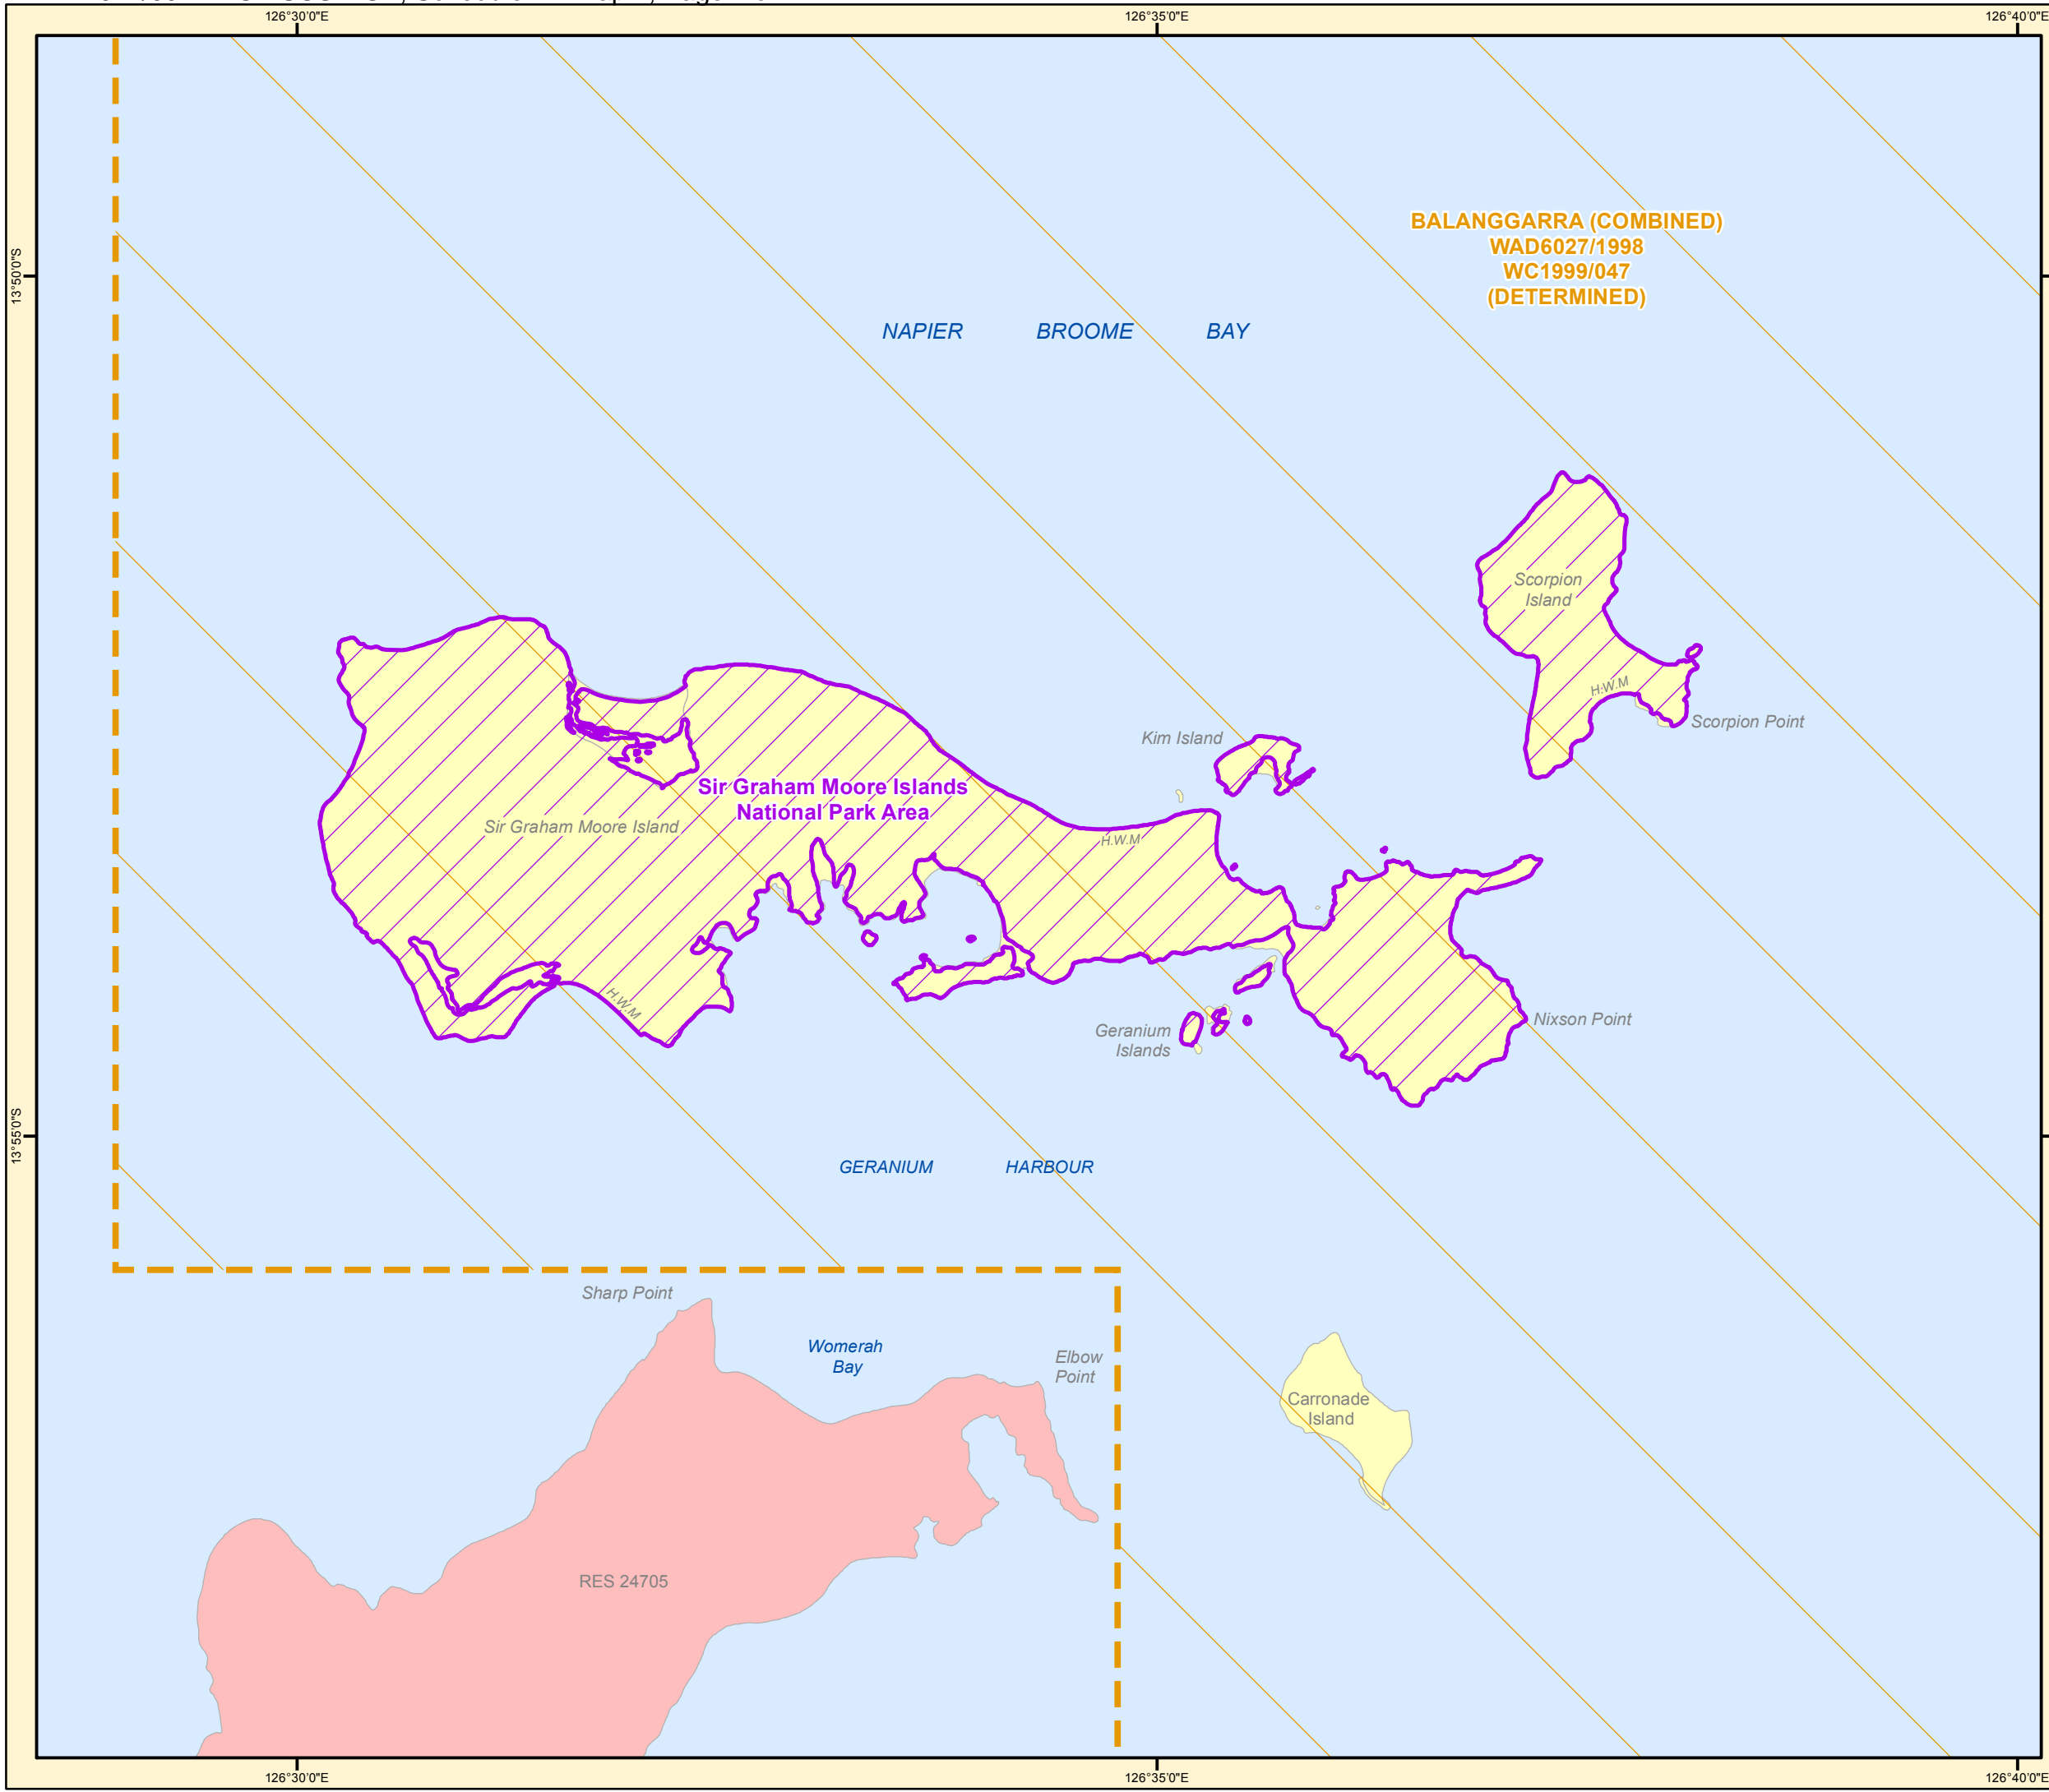 126°30'0"E
126°35'0"E
126°40'0"E
13°50'0"S
BALANGGARRA (COMBINED)
WAD6027/1998
WC1999/047
(DETERMINED)
NAPIER BROOME BAY
Scorpion
Island
H.W.M
Scorpion Point
Kim Island
Sir Graham Moore Islands
National Park Area
Sir Graham Moore Island
H.W.M
H.W.M
Nixson Point
Geranium
Islands
13°55'0"S
GERANIUM HARBOUR
Sharp Point
Womerah
Bay
Elbow
Point
Carronade
Island
RES 24705
126°30'0"E
126°35'0"E
126°40'0"E